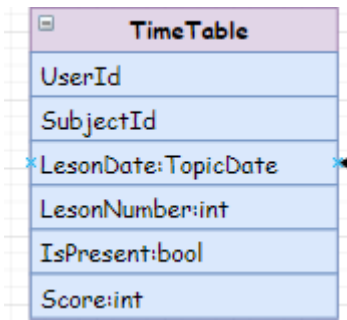 TimeTable
UserId
SubjectId
LesonDate:TopicDate
LesonNumber:int
IsPresent:bool
Score:int